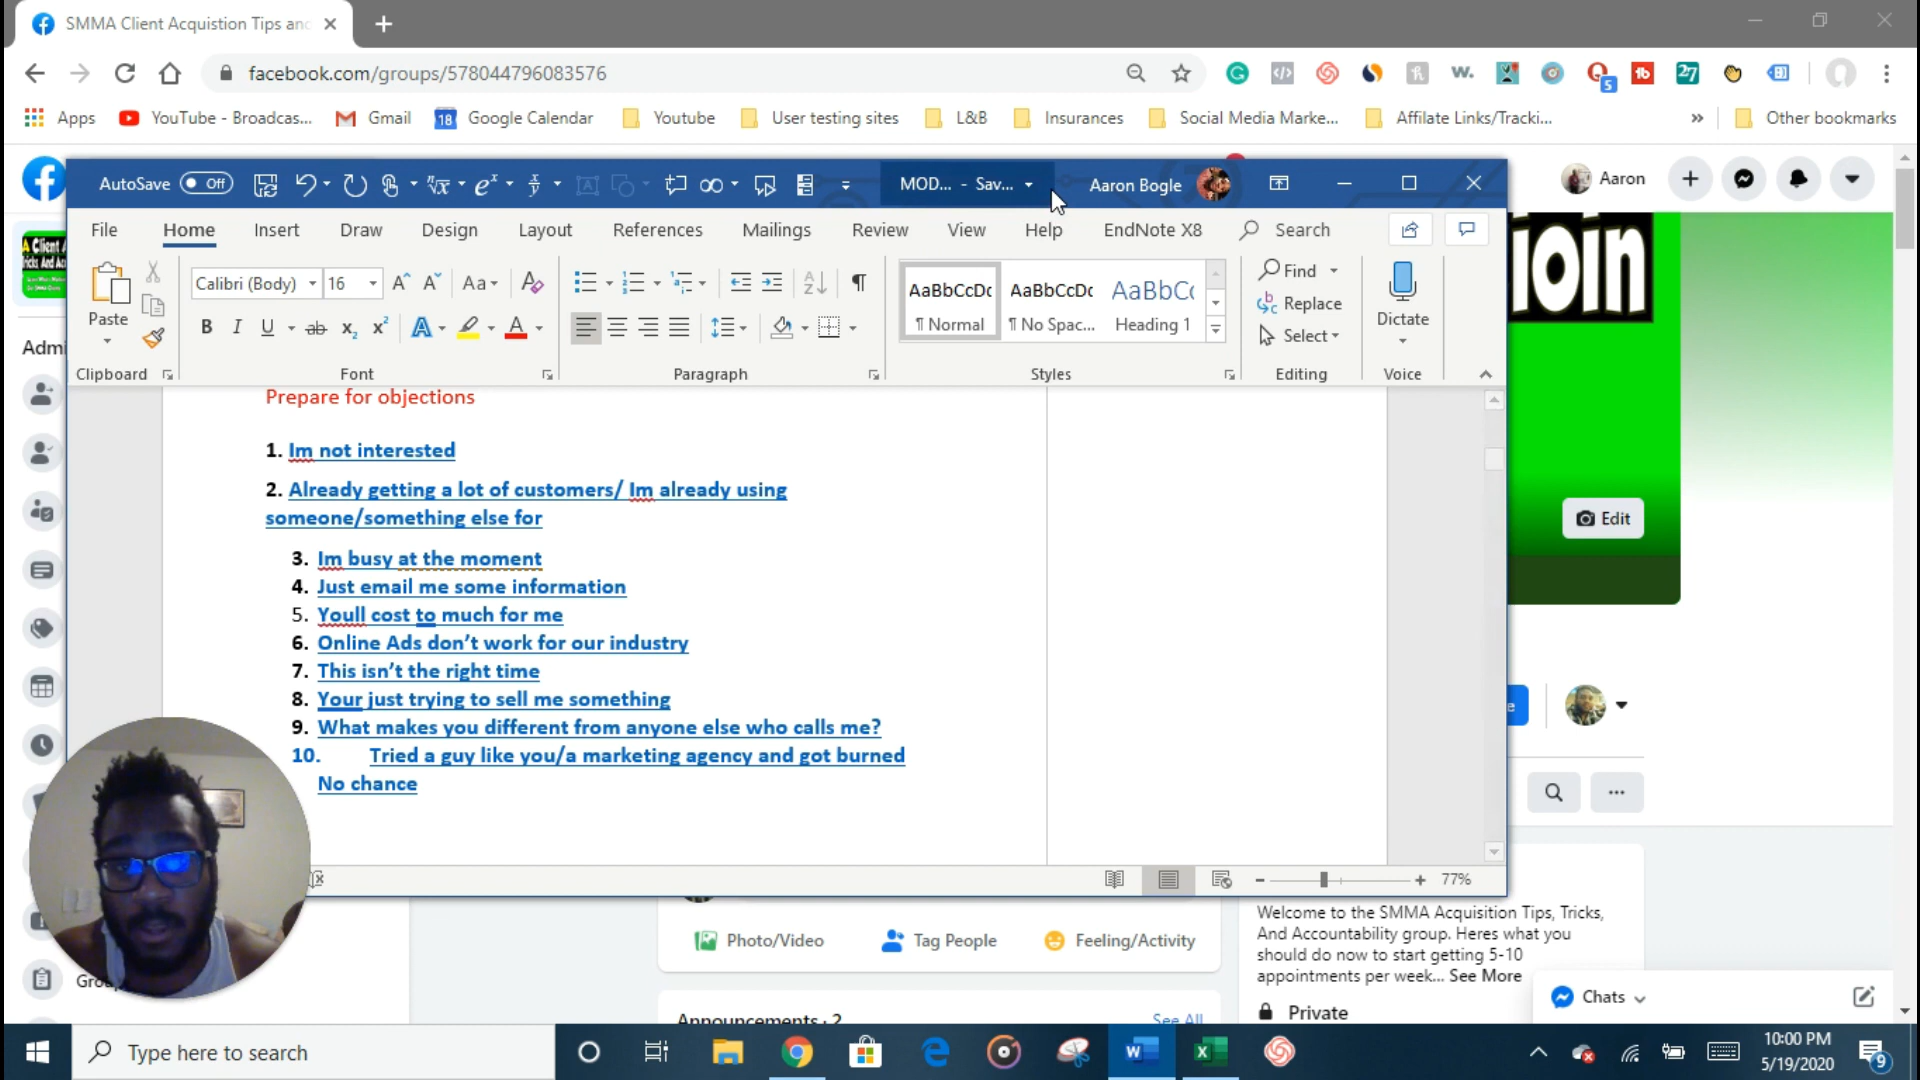 SMMA Client Acquistion Tips an
facebook.com/groups/578044796083576
Apps
YouTube - Broadcas...
Gmail
18
Google Calendar
Youtube
User testing sites
L&B
Insurances
Social Media Marke...
Affilate Links/Tracki...
Other bookmarks
AutoSave Off
MOD... - Sav...
Aaron Bogle
Aaron
File Home Insert Draw Design Layout References Mailings Review View Help EndNote X8 Search
Paste
Clipboard
Calibri (Body) 16
Font
Paragraph
AaBbCcDc AaBbCcDc AaBbCc
¶ Normal ¶ No Spac... Heading 1
Styles
Find
Replace
Select
Editing
Dictate
Voice
Client
Admi
Prepare for objections
1. Im not interested
2. Already getting a lot of customers/ Im already using
someone/something else for
3. Im busy at the moment
4. Just email me some information
5. Youll cost to much for me
6. Online Ads don’t work for our industry
7. This isn’t the right time
8. Your just trying to sell me something
9. What makes you different from anyone else who calls me?
10. Tried a guy like you/a marketing agency and got burned
No chance
77%
Join
Edit
Photo/Video
Tag People
Feeling/Activity
Announcements · 2
See All
Welcome to the SMMA Acquisition Tips, Tricks,
And Accountability group. Heres what you
should do now to start getting 5-10
appointments per week... See More
Private
Chats
Grou
Type here to search
10:00 PM
5/19/2020
9